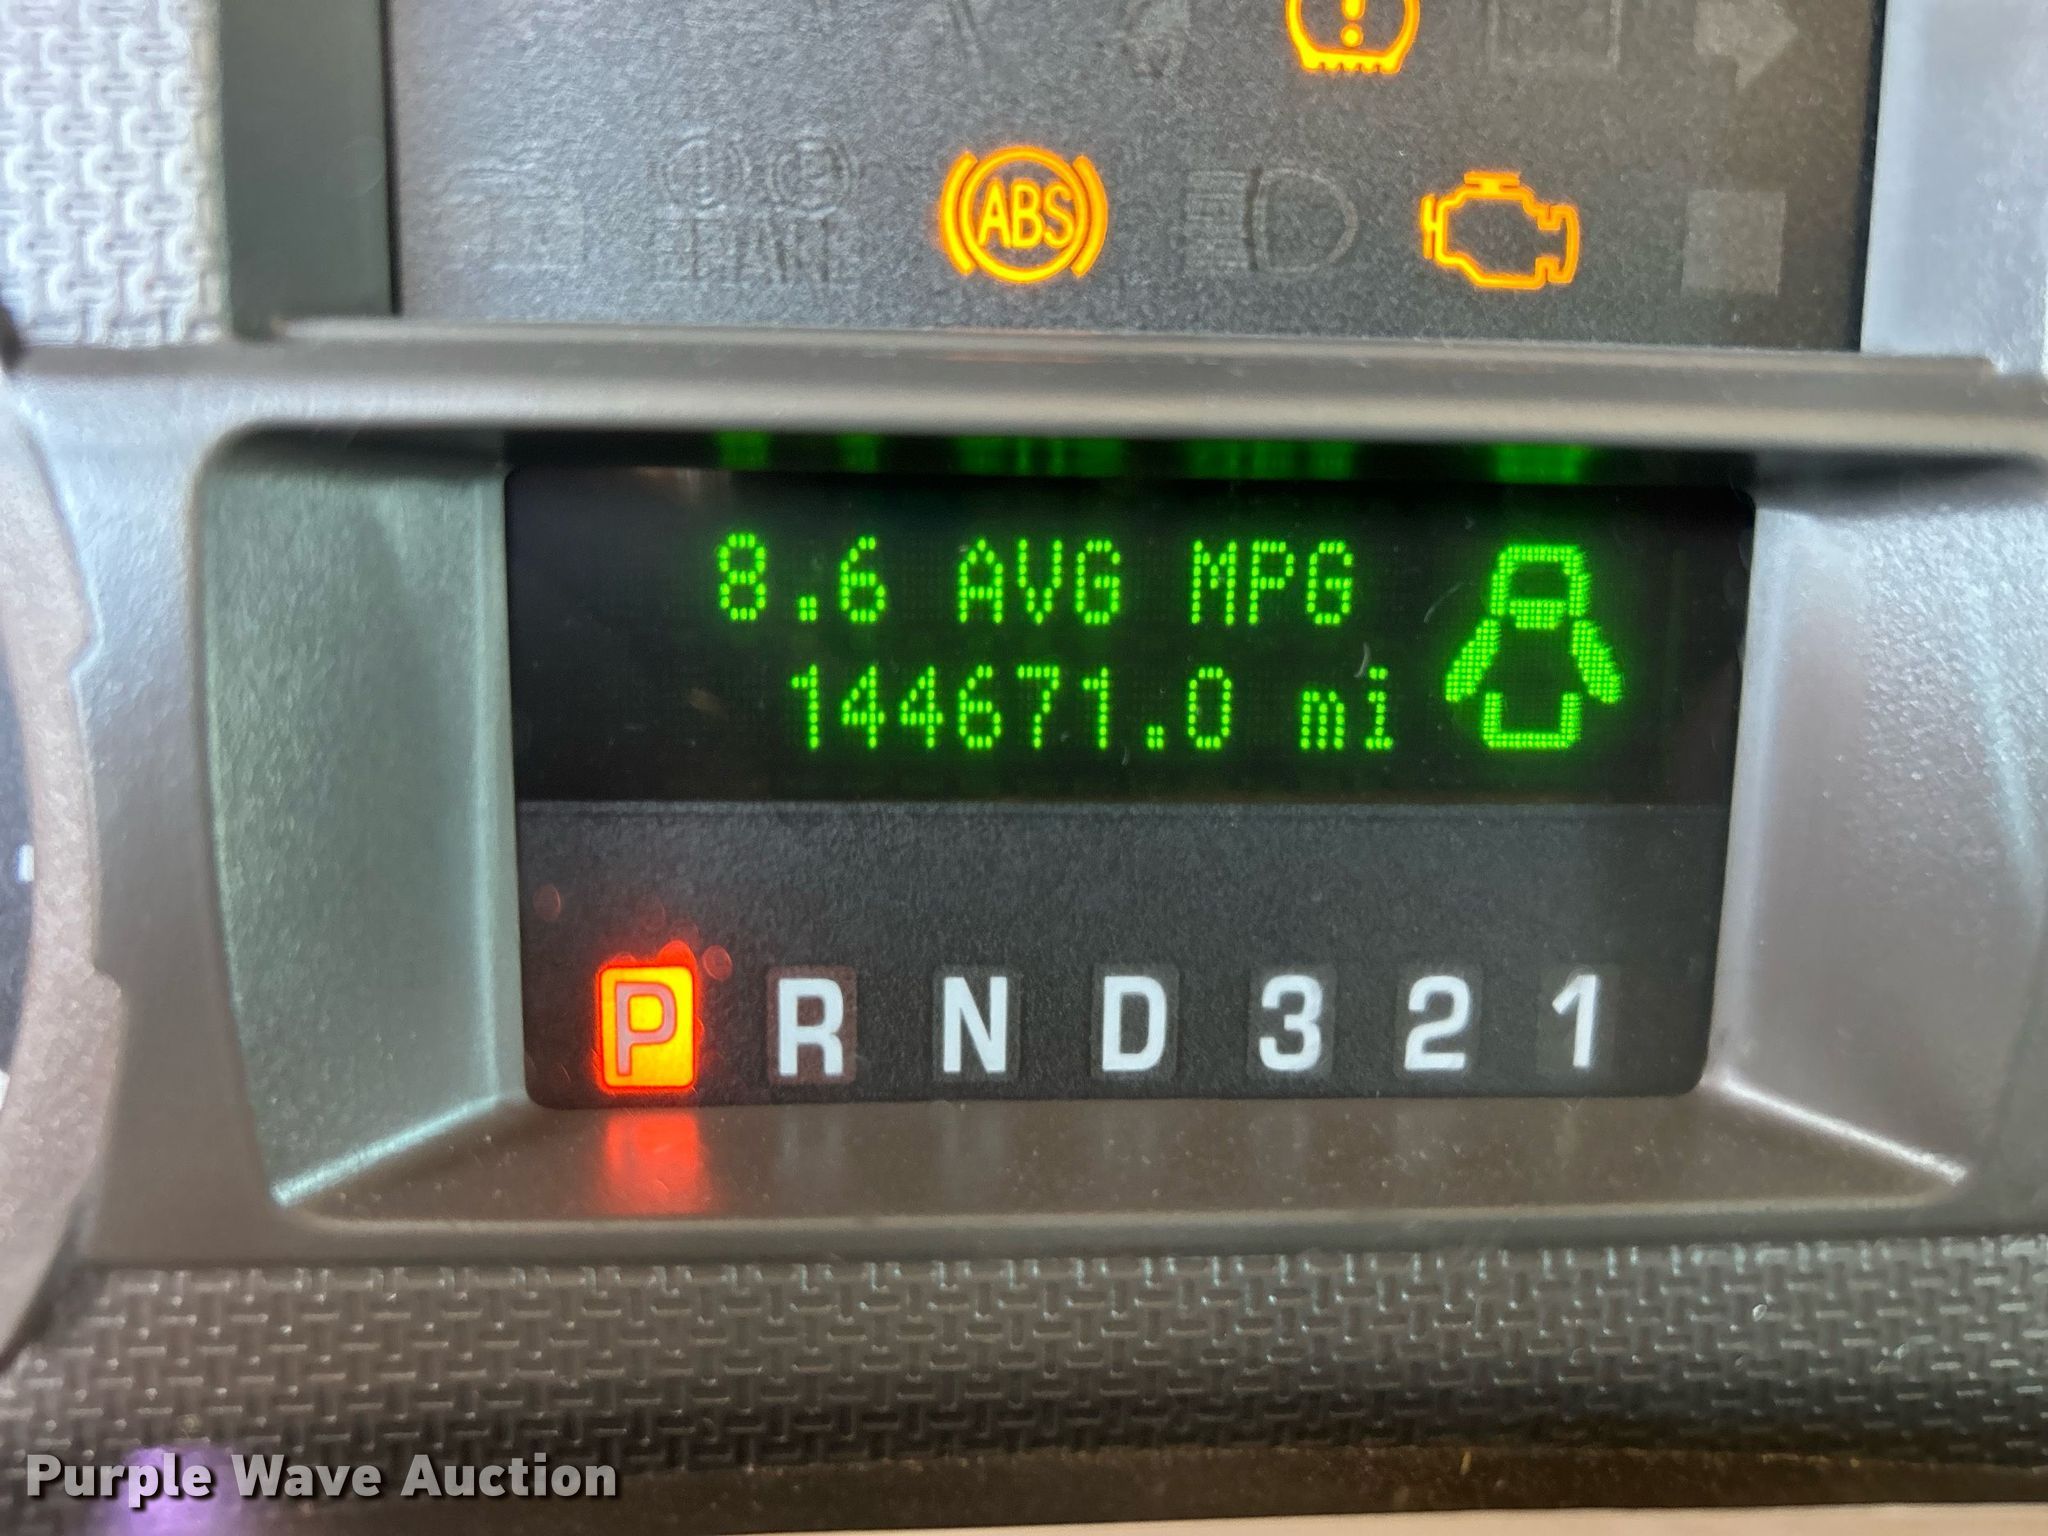 ABS
8.6 AVG MPG
144671.0 mi
P R N D 3 2 1
Purple Wave Auction